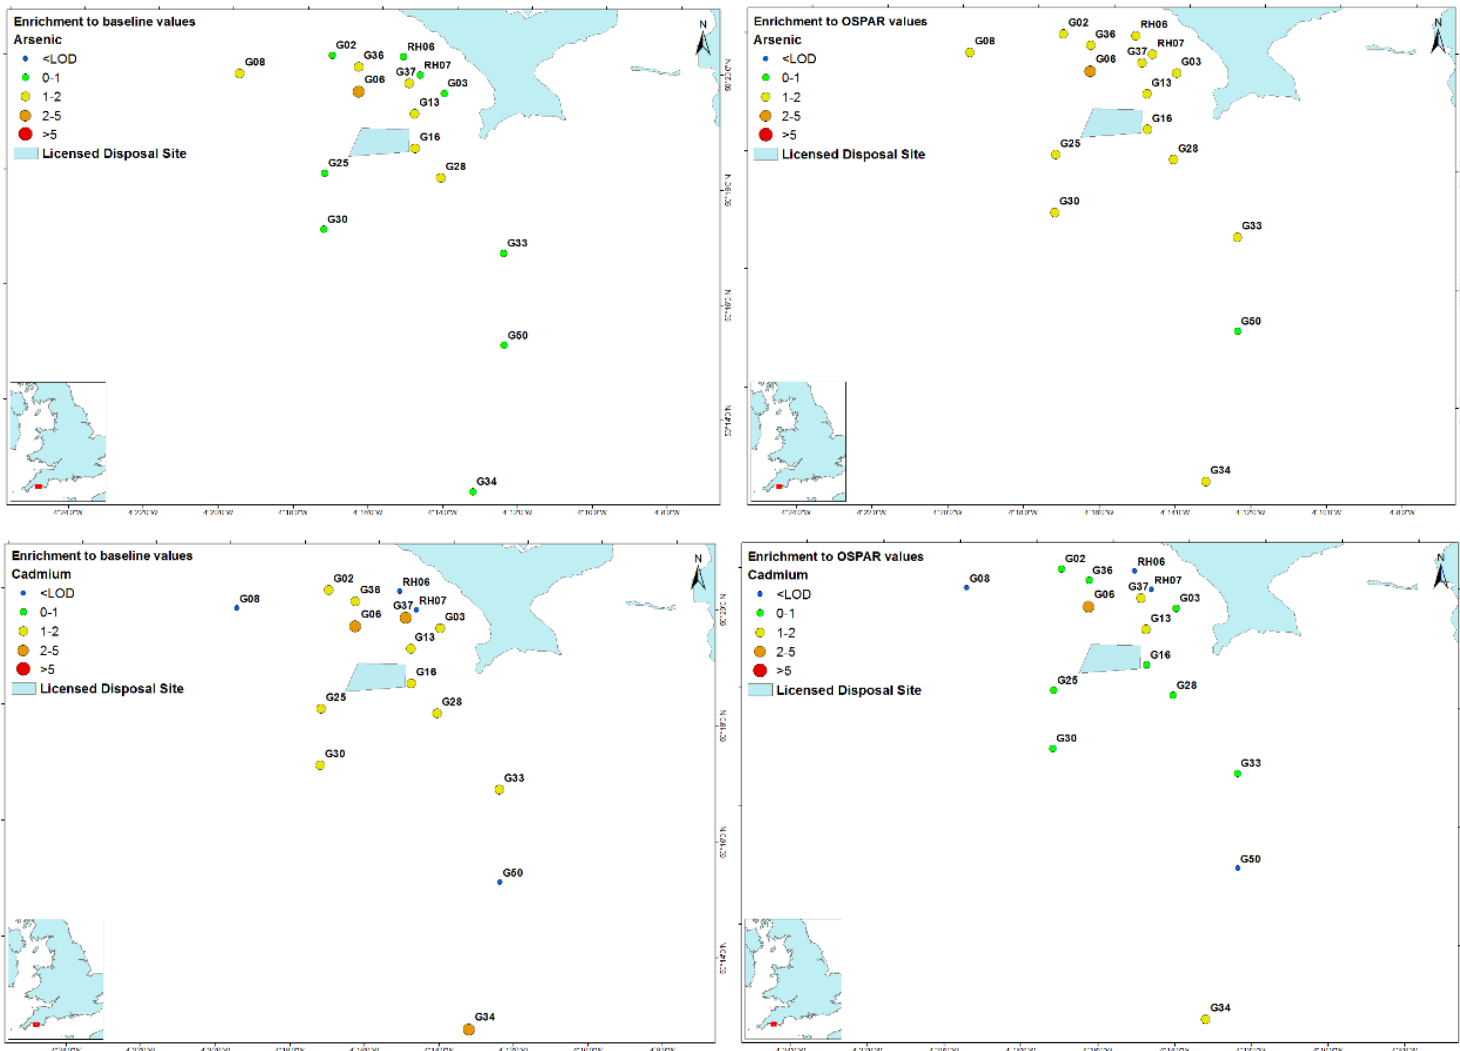 Enrichment to baseline values
Arsenic
<LOD
0-1
1-2
2-5
>5
Licensed Disposal Site
N
G08
G02
G36
RH06
RH07
G37
G06
G03
G13
G16
G25
G28
G30
G33
G50
G34
Enrichment to OSPAR values
Arsenic
<LOD
0-1
1-2
2-5
>5
Licensed Disposal Site
N
G08
G02
G36
RH06
RH07
G37
G06
G03
G13
G16
G25
G28
G30
G33
G50
G34
Enrichment to baseline values
Cadmium
<LOD
0-1
1-2
2-5
>5
Licensed Disposal Site
N
G08
G02
G36
RH06
RH07
G37
G06
G03
G13
G16
G25
G28
G30
G33
G50
G34
Enrichment to OSPAR values
Cadmium
<LOD
0-1
1-2
2-5
>5
Licensed Disposal Site
N
G08
G02
G36
RH06
RH07
G37
G06
G03
G13
G16
G25
G28
G30
G33
G50
G34